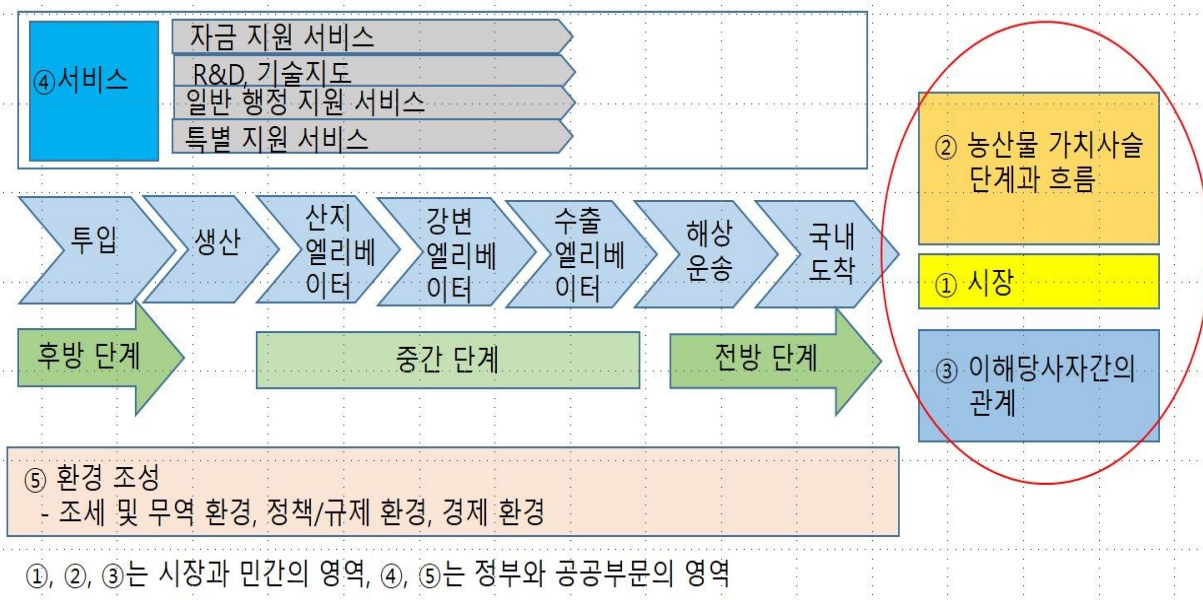 ④서비스
자금 지원 서비스
R&D, 기술지도
일반 행정 지원 서비스
특별 지원 서비스
② 농산물 가치사슬
단계과 흐름
투입
생산
산지
엘리베
이터
강변
엘리베
이터
수출
엘리베
이터
해상
운송
국내
도착
① 시장
후방 단계
중간 단계
전방 단계
③ 이해당사자간의
관계
⑤ 환경 조성
- 조세 및 무역 환경, 정책/규제 환경, 경제 환경
①, ②, ③는 시장과 민간의 영역, ④, ⑤는 정부와 공공부문의 영역